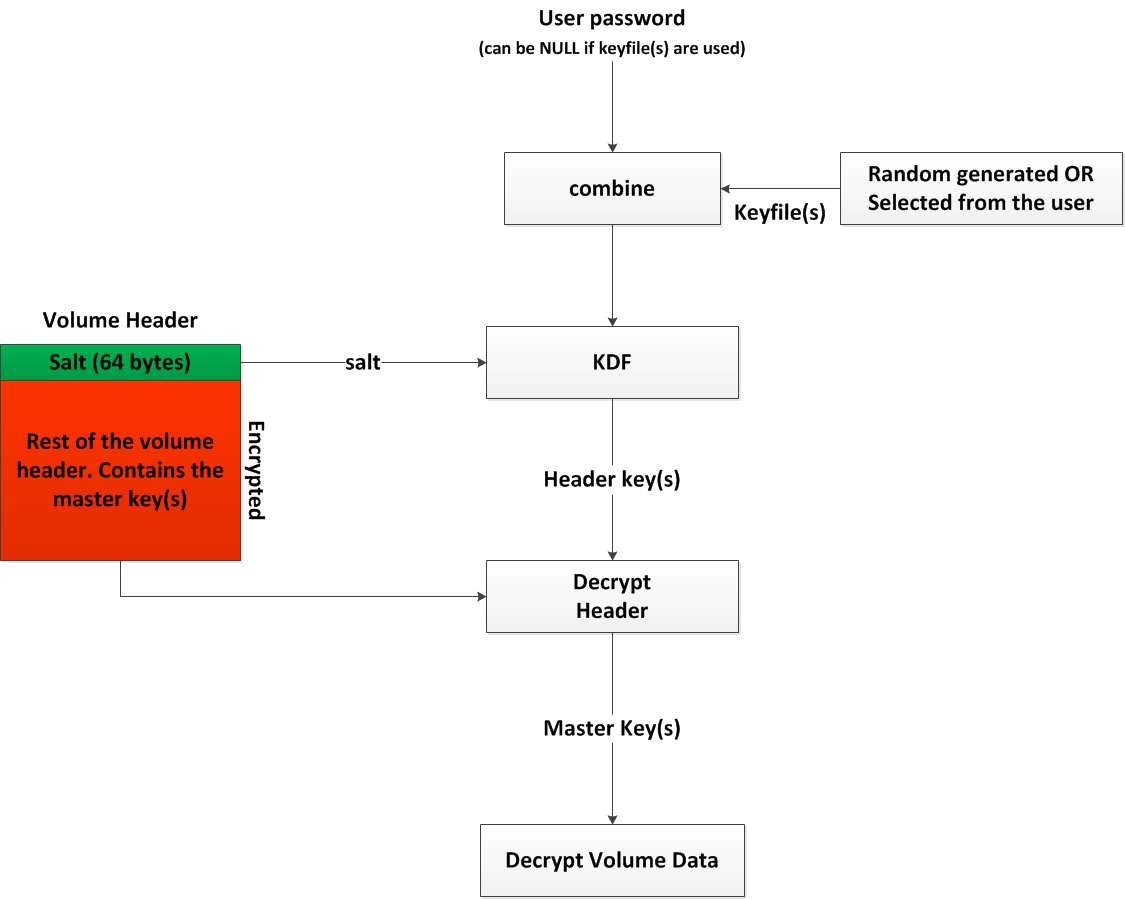 User password
(can be NULL if keyfile(s) are used)
combine
Random generated OR
Selected from the user
Keyfile(s)
Volume Header
Salt (64 bytes)
salt
KDF
Rest of the volume
header. Contains the
master key(s)
Encrypted
Header key(s)
Decrypt
Header
Master Key(s)
Decrypt Volume Data